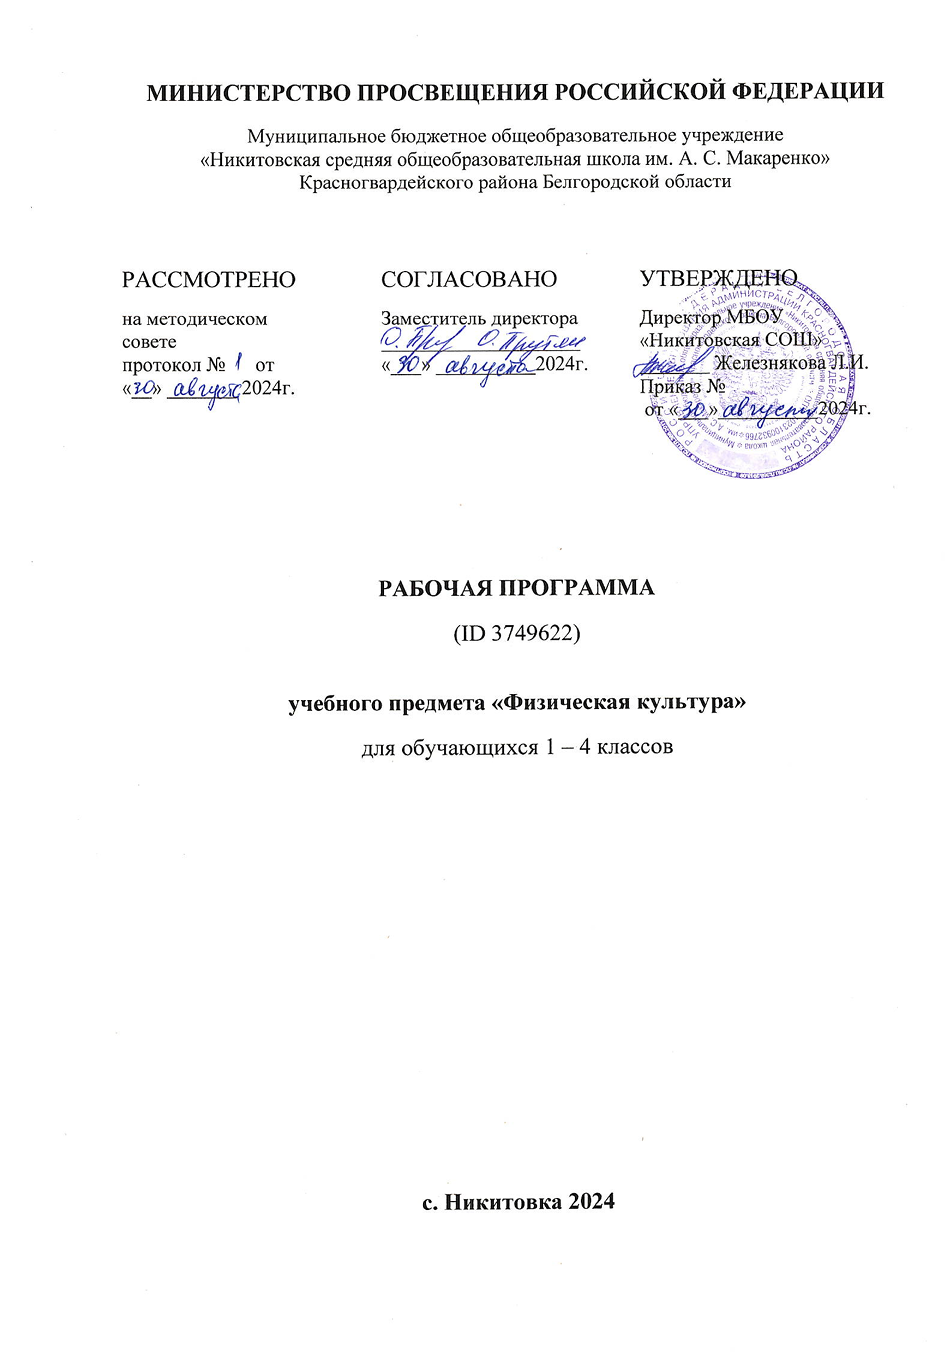 МИНИСТЕРСТВО ПРОСВЕЩЕНИЯ РОССИЙСКОЙ ФЕДЕРАЦИИ
Муниципальное бюджетное общеобразовательное учреждение
«Никитовская средняя общеобразовательная школа им. А. С. Макаренко»
Красногвардейского района Белгородской области
РАССМОТРЕНО
на методическом
совете
протокол № 1 от
«30» август 2024г.
СОГЛАСОВАНО
Заместитель директора
«30» августа 2024г.
УТВЕРЖДЕНО
Директор МБОУ
«Никитовская СОШ»
Железнякова Л.И.
Приказ №
от «30» августа 2024г.
РАБОЧАЯ ПРОГРАММА
(ID 3749622)
учебного предмета «Физическая культура»
для обучающихся 1 – 4 классов
с. Никитовка 2024